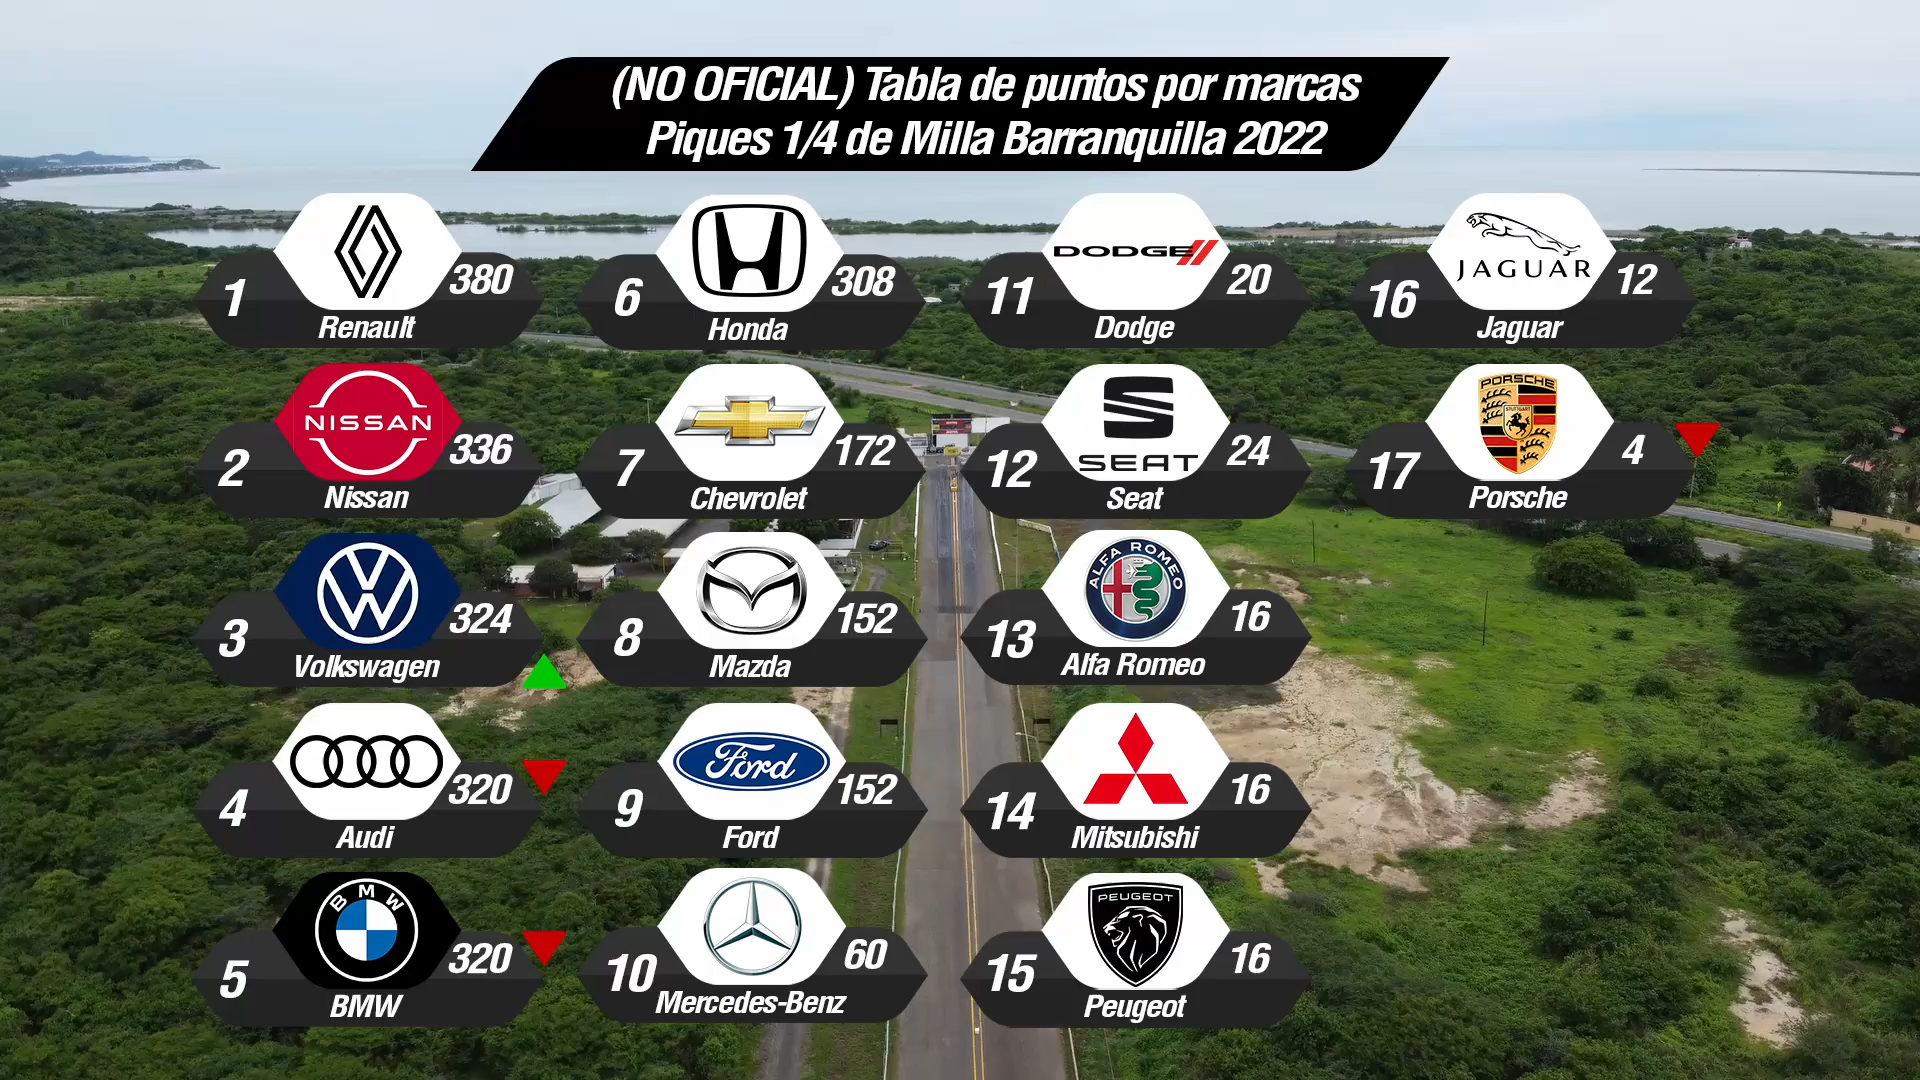 (NO OFICIAL) Tabla de puntos por marcas
Piques 1/4 de Milla Barranquilla 2022
1
380
Renault
NISSAN
2
336
Nissan
3
324
Volkswagen
4
320
Audi
BMW
5
320
BMW
6
308
Honda
7
172
Chevrolet
8
152
Mazda
Ford
9
152
Ford
10
60
Mercedes-Benz
DODGE
11
20
Dodge
SEAT
12
24
Seat
ALFA ROMEO
13
16
Alfa Romeo
14
16
Mitsubishi
PEUGEOT
15
16
Peugeot
JAGUAR
16
12
Jaguar
PORSCHE
STUTTGART
17
4
Porsche